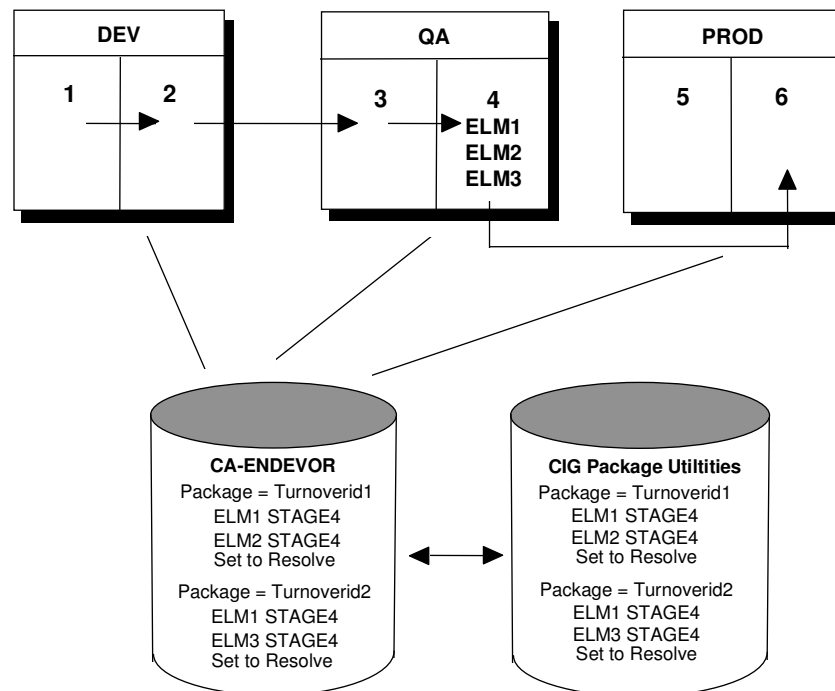 DEV
QA
PROD
1
2
3
4
5
6
ELM1
ELM2
ELM3
CA-ENDEVOR
Package = Turnoverid1
ELM1 STAGE4
ELM2 STAGE4
Set to Resolve
Package = Turnoverid2
ELM1 STAGE4
ELM3 STAGE4
Set to Resolve
CIG Package Utiltities
Package = Turnoverid1
ELM1 STAGE4
ELM2 STAGE4
Set to Resolve
Package = Turnoverid2
ELM1 STAGE4
ELM3 STAGE4
Set to Resolve